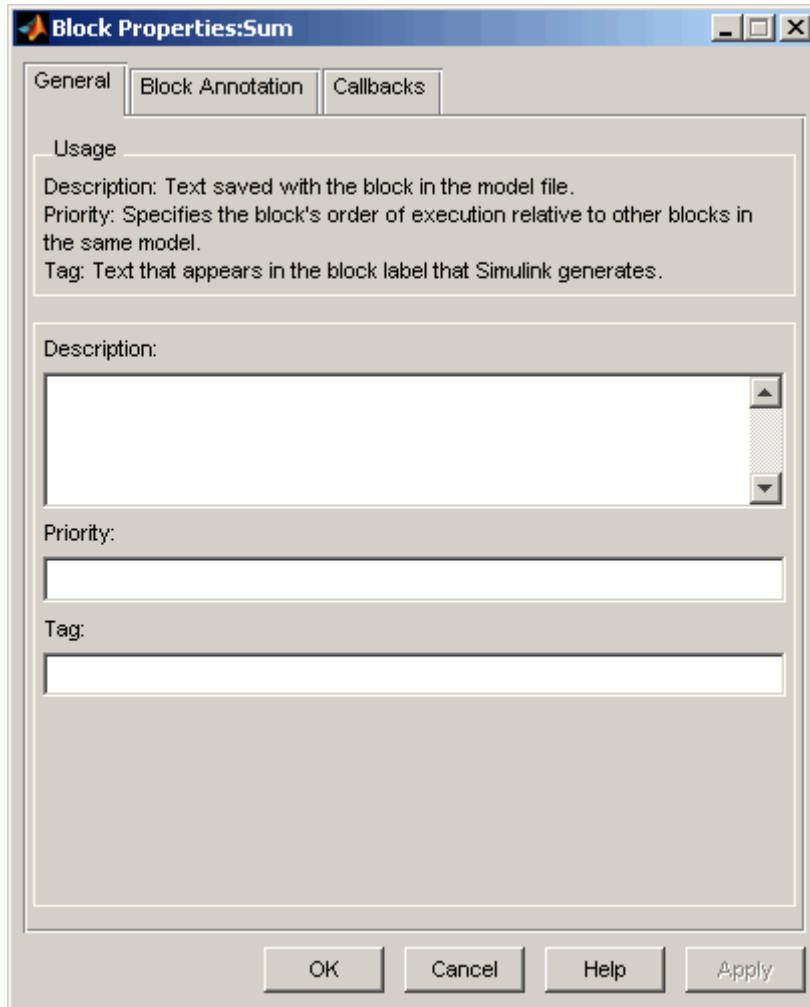 Block Properties:Sum
General
Block Annotation
Callbacks
Usage
Description: Text saved with the block in the model file.
Priority: Specifies the block's order of execution relative to other blocks in
the same model.
Tag: Text that appears in the block label that Simulink generates.
Description:
Priority:
Tag:
OK
Cancel
Help
Apply